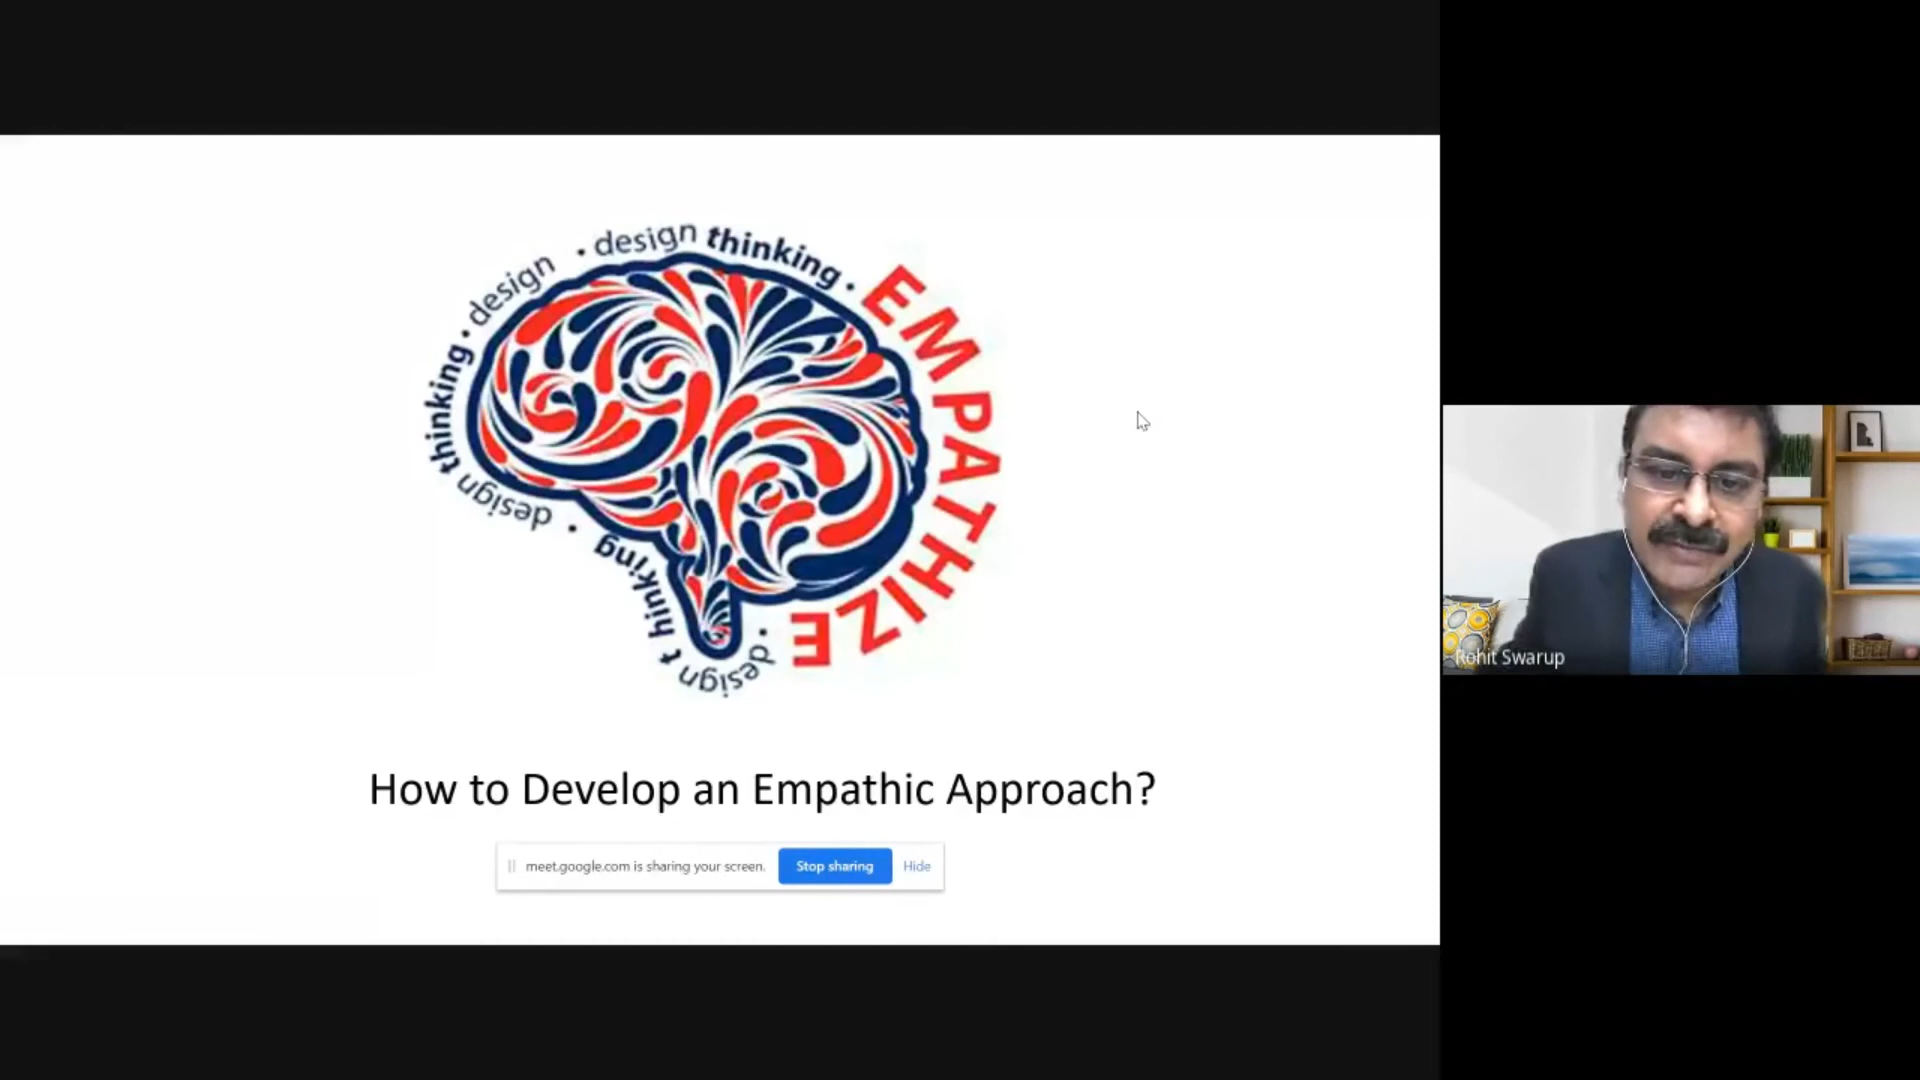 · design thinking · EMPATHIZE
thinking · design
design
· thinking
· design
How to Develop an Empathic Approach?
meet.google.com is sharing your screen. Stop sharing Hide
Rohit Swarup